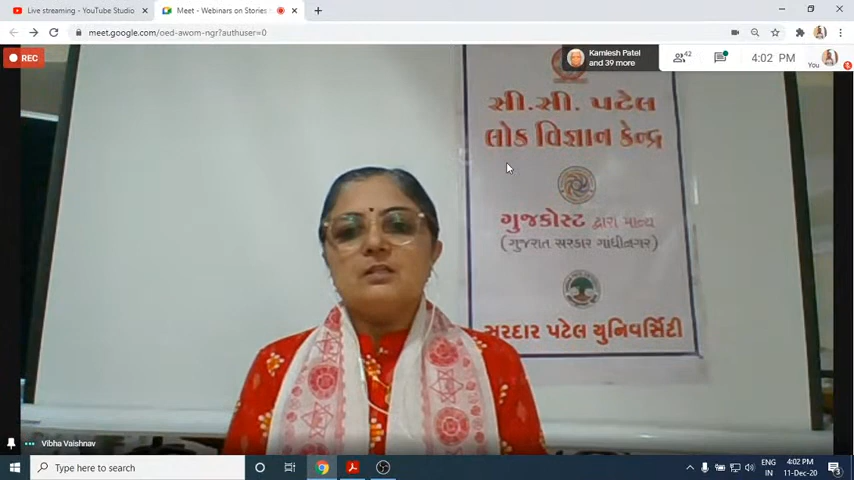 Live streaming - YouTube Studio
Meet - Webinars on Stories
meet.google.com/oed-awom-ngr?authuser=0
REC
Kamlesh Patel
and 39 more
42
4:02 PM
You
સી.સી. પટેલ
લોક વિજ્ઞાન કેન્દ્ર
ગુજકોસ્ટ દ્વારા માન્ય
(ગુજરાત સરકાર ગાંધીનગર)
સરદાર પટેલ યુનિવર્સિટી
Vibha Vaishnav
Type here to search
ENG
IN
4:02 PM
11-Dec-20
3